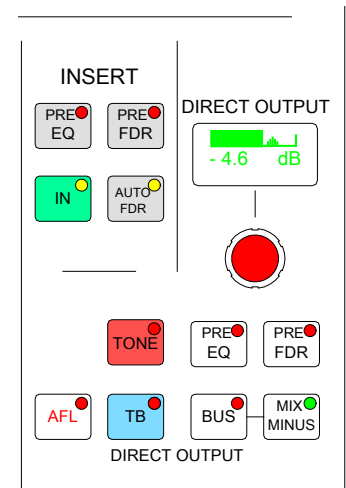 INSERT
PRE
EQ
PRE
FDR
IN
AUTO
FDR
DIRECT OUTPUT
- 4.6 dB
TONE
PRE
EQ
PRE
FDR
AFL
TB
BUS
MIX
MINUS
DIRECT OUTPUT